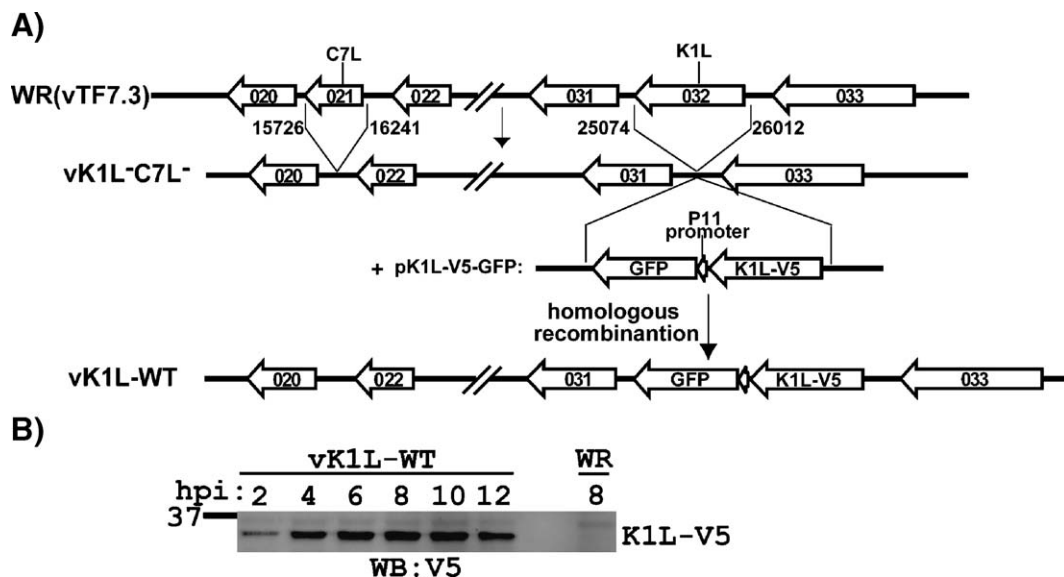 A)
C7L K1L
WR(vTF7.3) 020 021 022 031 032 033
15726 16241 25074 26012
vK1L⁻C7L⁻ 020 022 031 033
P11
promoter
+ pK1L-V5-GFP: GFP K1L-V5
homologous
recombinantion
vK1L-WT 020 022 031 GFP K1L-V5 033
B)
vK1L-WT WR
hpi: 2 4 6 8 10 12 8
37
K1L-V5
WB:V5